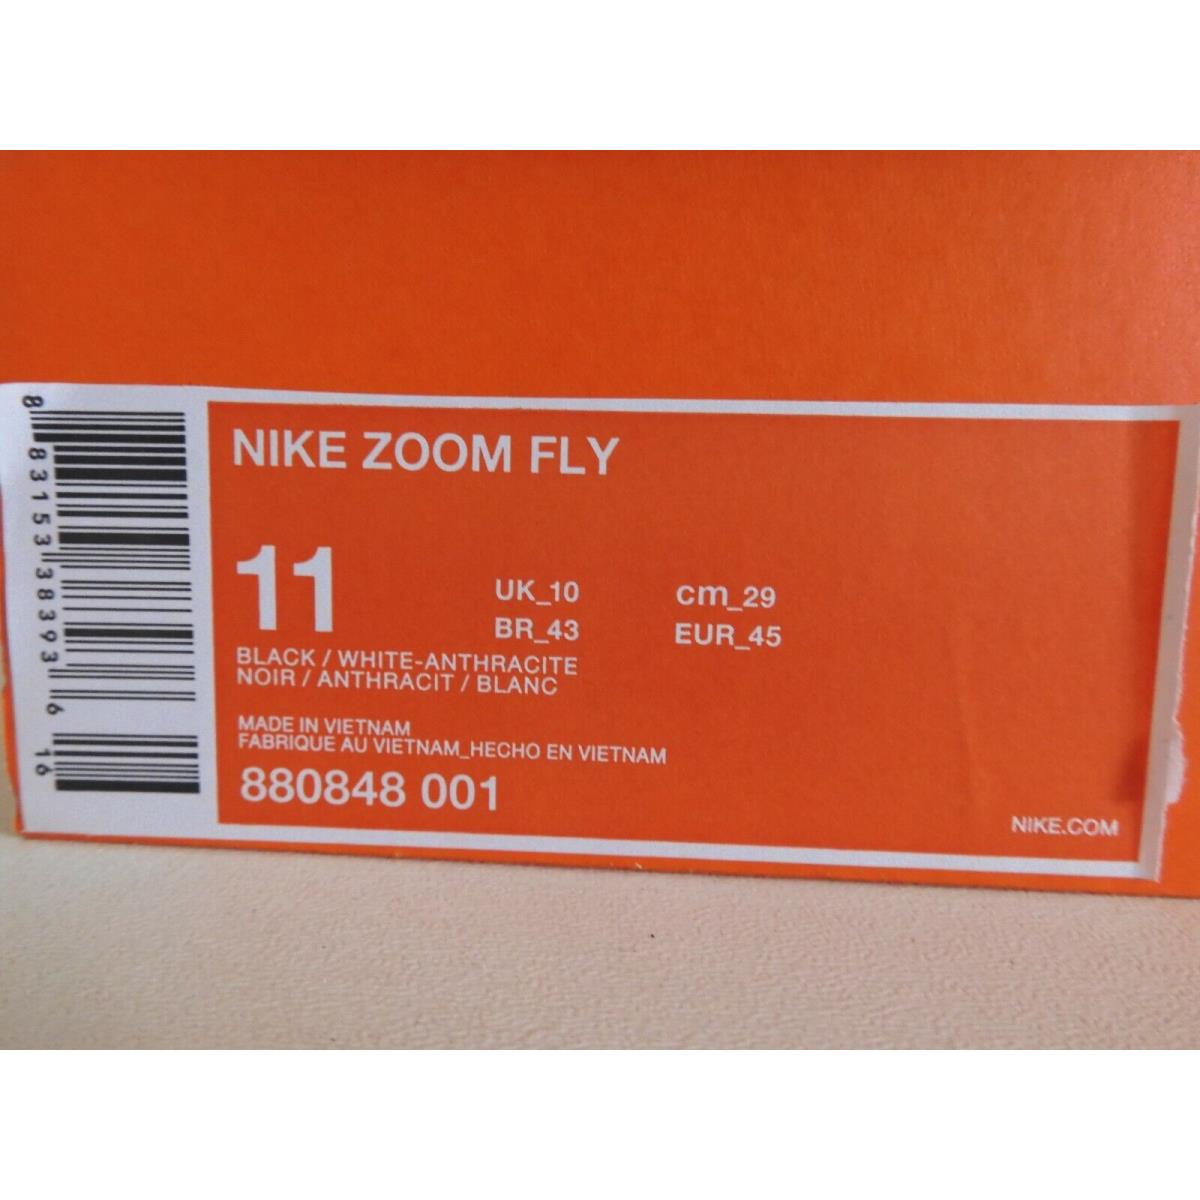 NIKE ZOOM FLY
11
UK_10
cm_29
BR_43
EUR_45
BLACK / WHITE-ANTHRACITE
NOIR / ANTHRACIT / BLANC
MADE IN VIETNAM
FABRIQUE AU VIETNAM_HECHO EN VIETNAM
880848 001
NIKE.COM
8 83153 38393 6 16